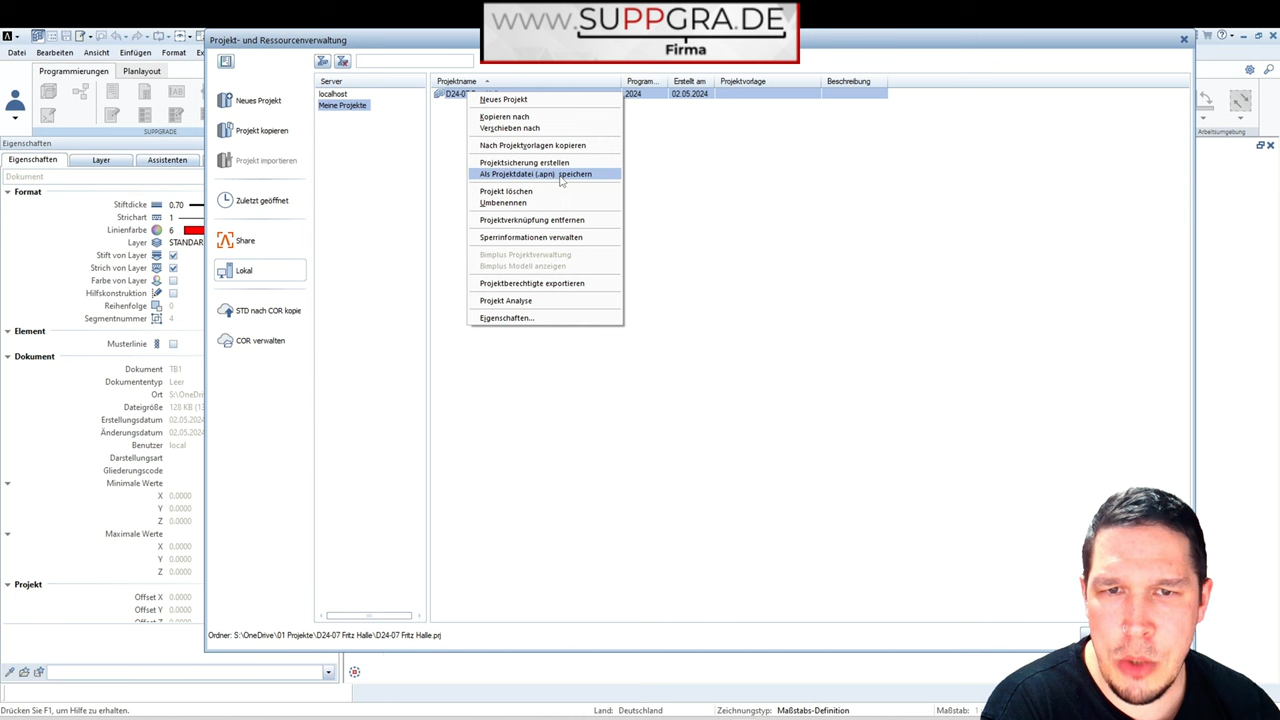 www.SUPPGRA.DE
Firma
Projekt- und Ressourcenverwaltung
Datei
Bearbeiten
Ansicht
Einfügen
Format
Programmierungen
Planlayout
SUPPGRADE
Arbeitsumgebung
Eigenschaften
Eigenschaften
Layer
Assistenten
Dokument
Format
Stiftdicke 0.70
Strichart 1
Linienfarbe 6
Layer STANDAR
Stift von Layer
Strich von Layer
Farbe von Layer
Hilfskonstruktion
Reihenfolge 0
Segmentnummer 4
Element
Musterlinie
Dokument
Dokument TB1
Dokumententyp Leer
Ort S:\OneDri
Dateigröße 128 KB (13
Erstellungsdatum 02.05.2024
Änderungsdatum 02.05.2024
Benutzer local
Darstellungsart
Gliederungscode
Minimale Werte
X 0.0000
Y 0.0000
Z 0.0000
Maximale Werte
X 0.0000
Y 0.0000
Z 0.0000
Projekt
Offset X 0.0000
Offset Y 0.0000
Neues Projekt
Projekt kopieren
Projekt importieren
Zuletzt geöffnet
Share
Lokal
STD nach COR kopie
COR verwalten
Server
localhost
Meine Projekte
Projektname
Program...
Erstellt am
Projektvorlage
Beschreibung
D24-07
2024
02.05.2024
Neues Projekt
Kopieren nach
Verschieben nach
Nach Projektvorlagen kopieren
Projektsicherung erstellen
Als Projektdatei (.apn) speichern
Projekt löschen
Umbenennen
Projektverknüpfung entfernen
Sperrinformationen verwalten
Bimplus Projektverwaltung
Bimplus Modell anzeigen
Projektberechtigte exportieren
Projekt Analyse
Eigenschaften...
Ordner: S:\OneDrive\01 Projekte\D24-07 Fritz Halle\D24-07 Fritz Halle.prj
Drücken Sie F1, um Hilfe zu erhalten.
Land:
Deutschland
Zeichnungstyp:
Maßstabs-Definition
Maßstab: